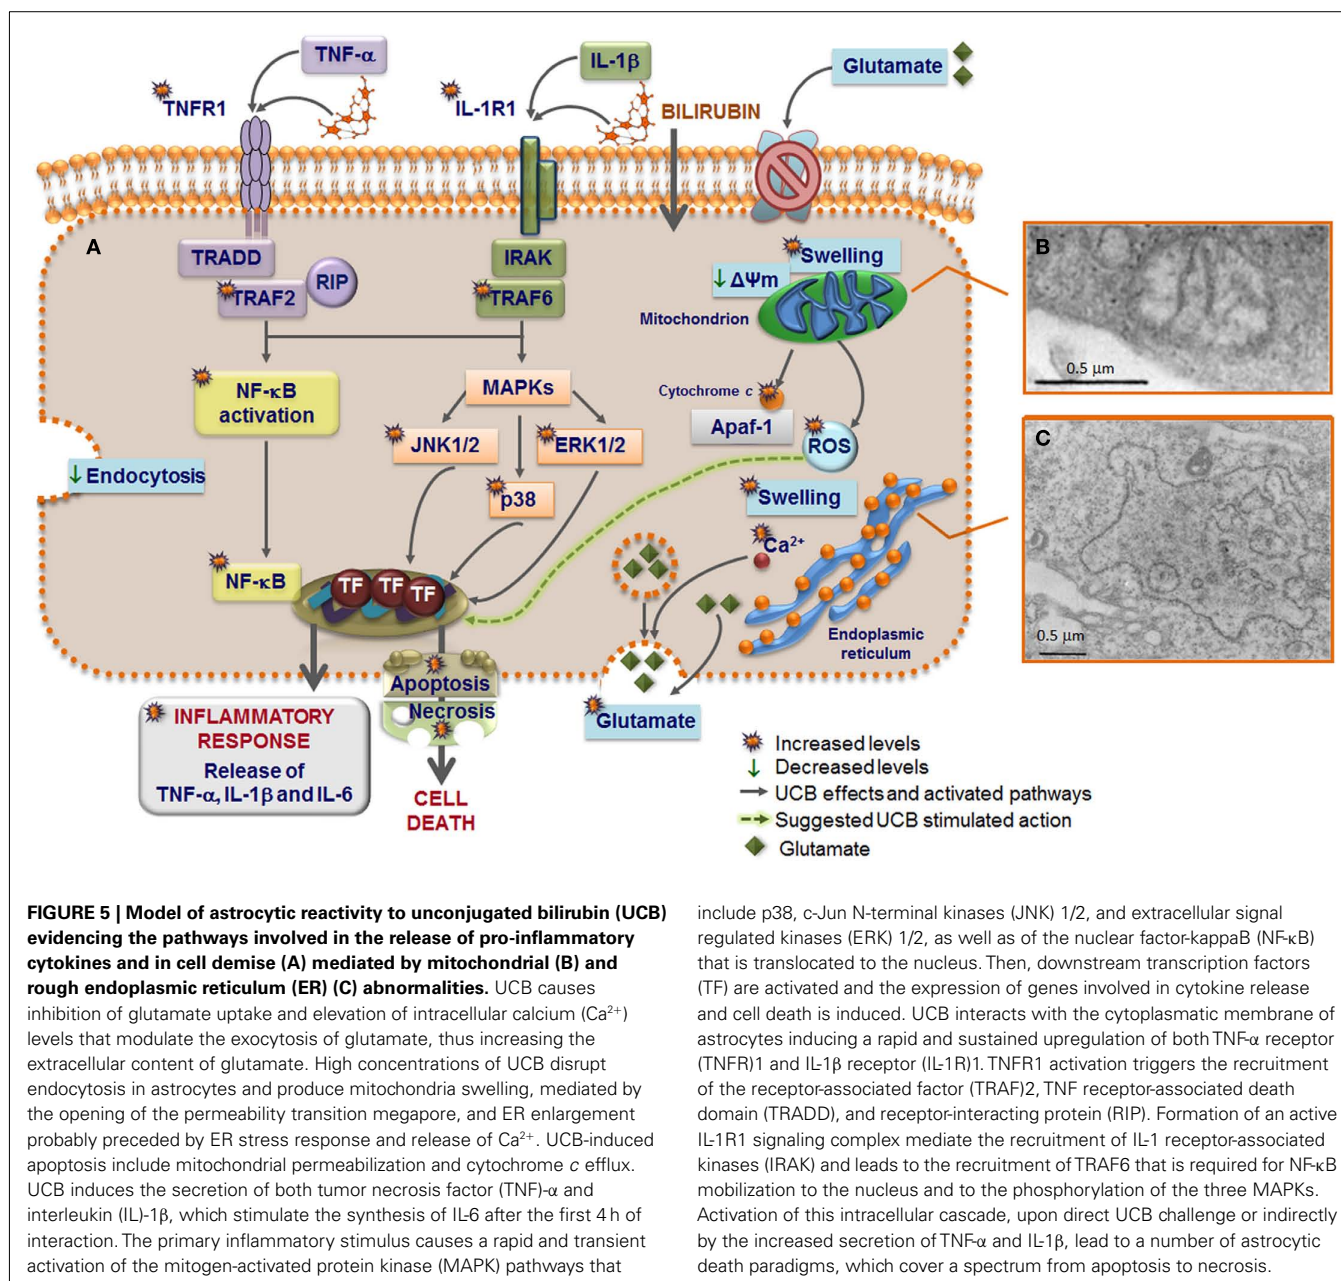 TNF-α
TNFR1
IL-1β
IL-1R1
BILIRUBIN
Glutamate
A
TRADD
TRAF2
RIP
IRAK
TRAF6
Swelling
↓ΔΨm
Mitochondrion
B
0.5 µm
NF-κB
activation
MAPKs
Cytochrome c
Apaf-1
ROS
JNK1/2
ERK1/2
p38
↓Endocytosis
Swelling
Ca²⁺
C
0.5 µm
NF-κB
TF TF TF
Endoplasmic
reticulum
Apoptosis
Necrosis
Glutamate
INFLAMMATORY
RESPONSE
Release of
TNF-α, IL-1β and IL-6
CELL
DEATH
Increased levels
↓ Decreased levels
UCB effects and activated pathways
Suggested UCB stimulated action
Glutamate
FIGURE 5 | Model of astrocytic reactivity to unconjugated bilirubin (UCB)
evidencing the pathways involved in the release of pro-inflammatory
cytokines and in cell demise (A) mediated by mitochondrial (B) and
rough endoplasmic reticulum (ER) (C) abnormalities. UCB causes
inhibition of glutamate uptake and elevation of intracellular calcium (Ca²⁺)
levels that modulate the exocytosis of glutamate, thus increasing the
extracellular content of glutamate. High concentrations of UCB disrupt
endocytosis in astrocytes and produce mitochondria swelling, mediated by
the opening of the permeability transition megapore, and ER enlargement
probably preceded by ER stress response and release of Ca²⁺. UCB-induced
apoptosis include mitochondrial permeabilization and cytochrome c efflux.
UCB induces the secretion of both tumor necrosis factor (TNF)-α and
interleukin (IL)-1β, which stimulate the synthesis of IL-6 after the first 4 h of
interaction. The primary inflammatory stimulus causes a rapid and transient
activation of the mitogen-activated protein kinase (MAPK) pathways that
include p38, c-Jun N-terminal kinases (JNK) 1/2, and extracellular signal
regulated kinases (ERK) 1/2, as well as of the nuclear factor-kappaB (NF-κB)
that is translocated to the nucleus. Then, downstream transcription factors
(TF) are activated and the expression of genes involved in cytokine release
and cell death is induced. UCB interacts with the cytoplasmatic membrane of
astrocytes inducing a rapid and sustained upregulation of both TNF-α receptor
(TNFR)1 and IL-1β receptor (IL-1R)1. TNFR1 activation triggers the recruitment
of the receptor-associated factor (TRAF)2, TNF receptor-associated death
domain (TRADD), and receptor-interacting protein (RIP). Formation of an active
IL-1R1 signaling complex mediate the recruitment of IL-1 receptor-associated
kinases (IRAK) and leads to the recruitment of TRAF6 that is required for NF-κB
mobilization to the nucleus and to the phosphorylation of the three MAPKs.
Activation of this intracellular cascade, upon direct UCB challenge or indirectly
by the increased secretion of TNF-α and IL-1β, lead to a number of astrocytic
death paradigms, which cover a spectrum from apoptosis to necrosis.